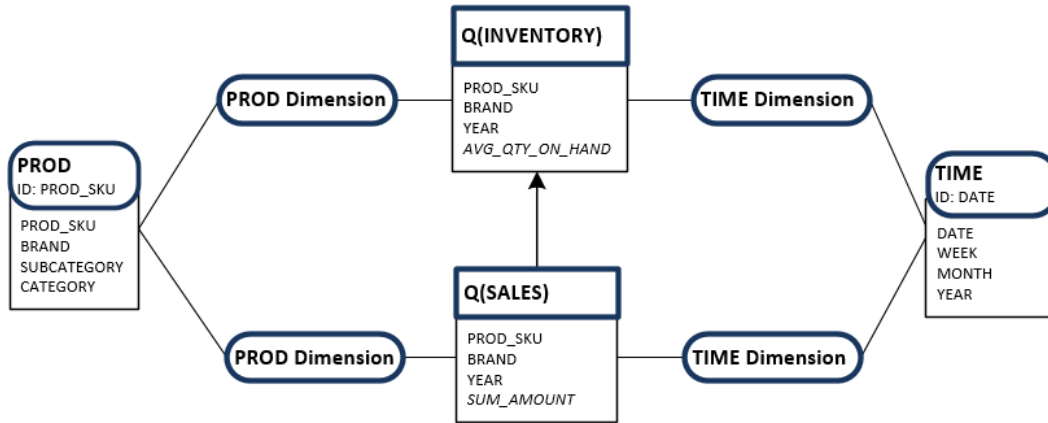 Q(INVENTORY)
PROD_SKU
BRAND
YEAR
AVG_QTY_ON_HAND
PROD Dimension
TIME Dimension
PROD
ID: PROD_SKU
PROD_SKU
BRAND
SUBCATEGORY
CATEGORY
TIME
ID: DATE
DATE
WEEK
MONTH
YEAR
Q(SALES)
PROD_SKU
BRAND
YEAR
SUM_AMOUNT
PROD Dimension
TIME Dimension